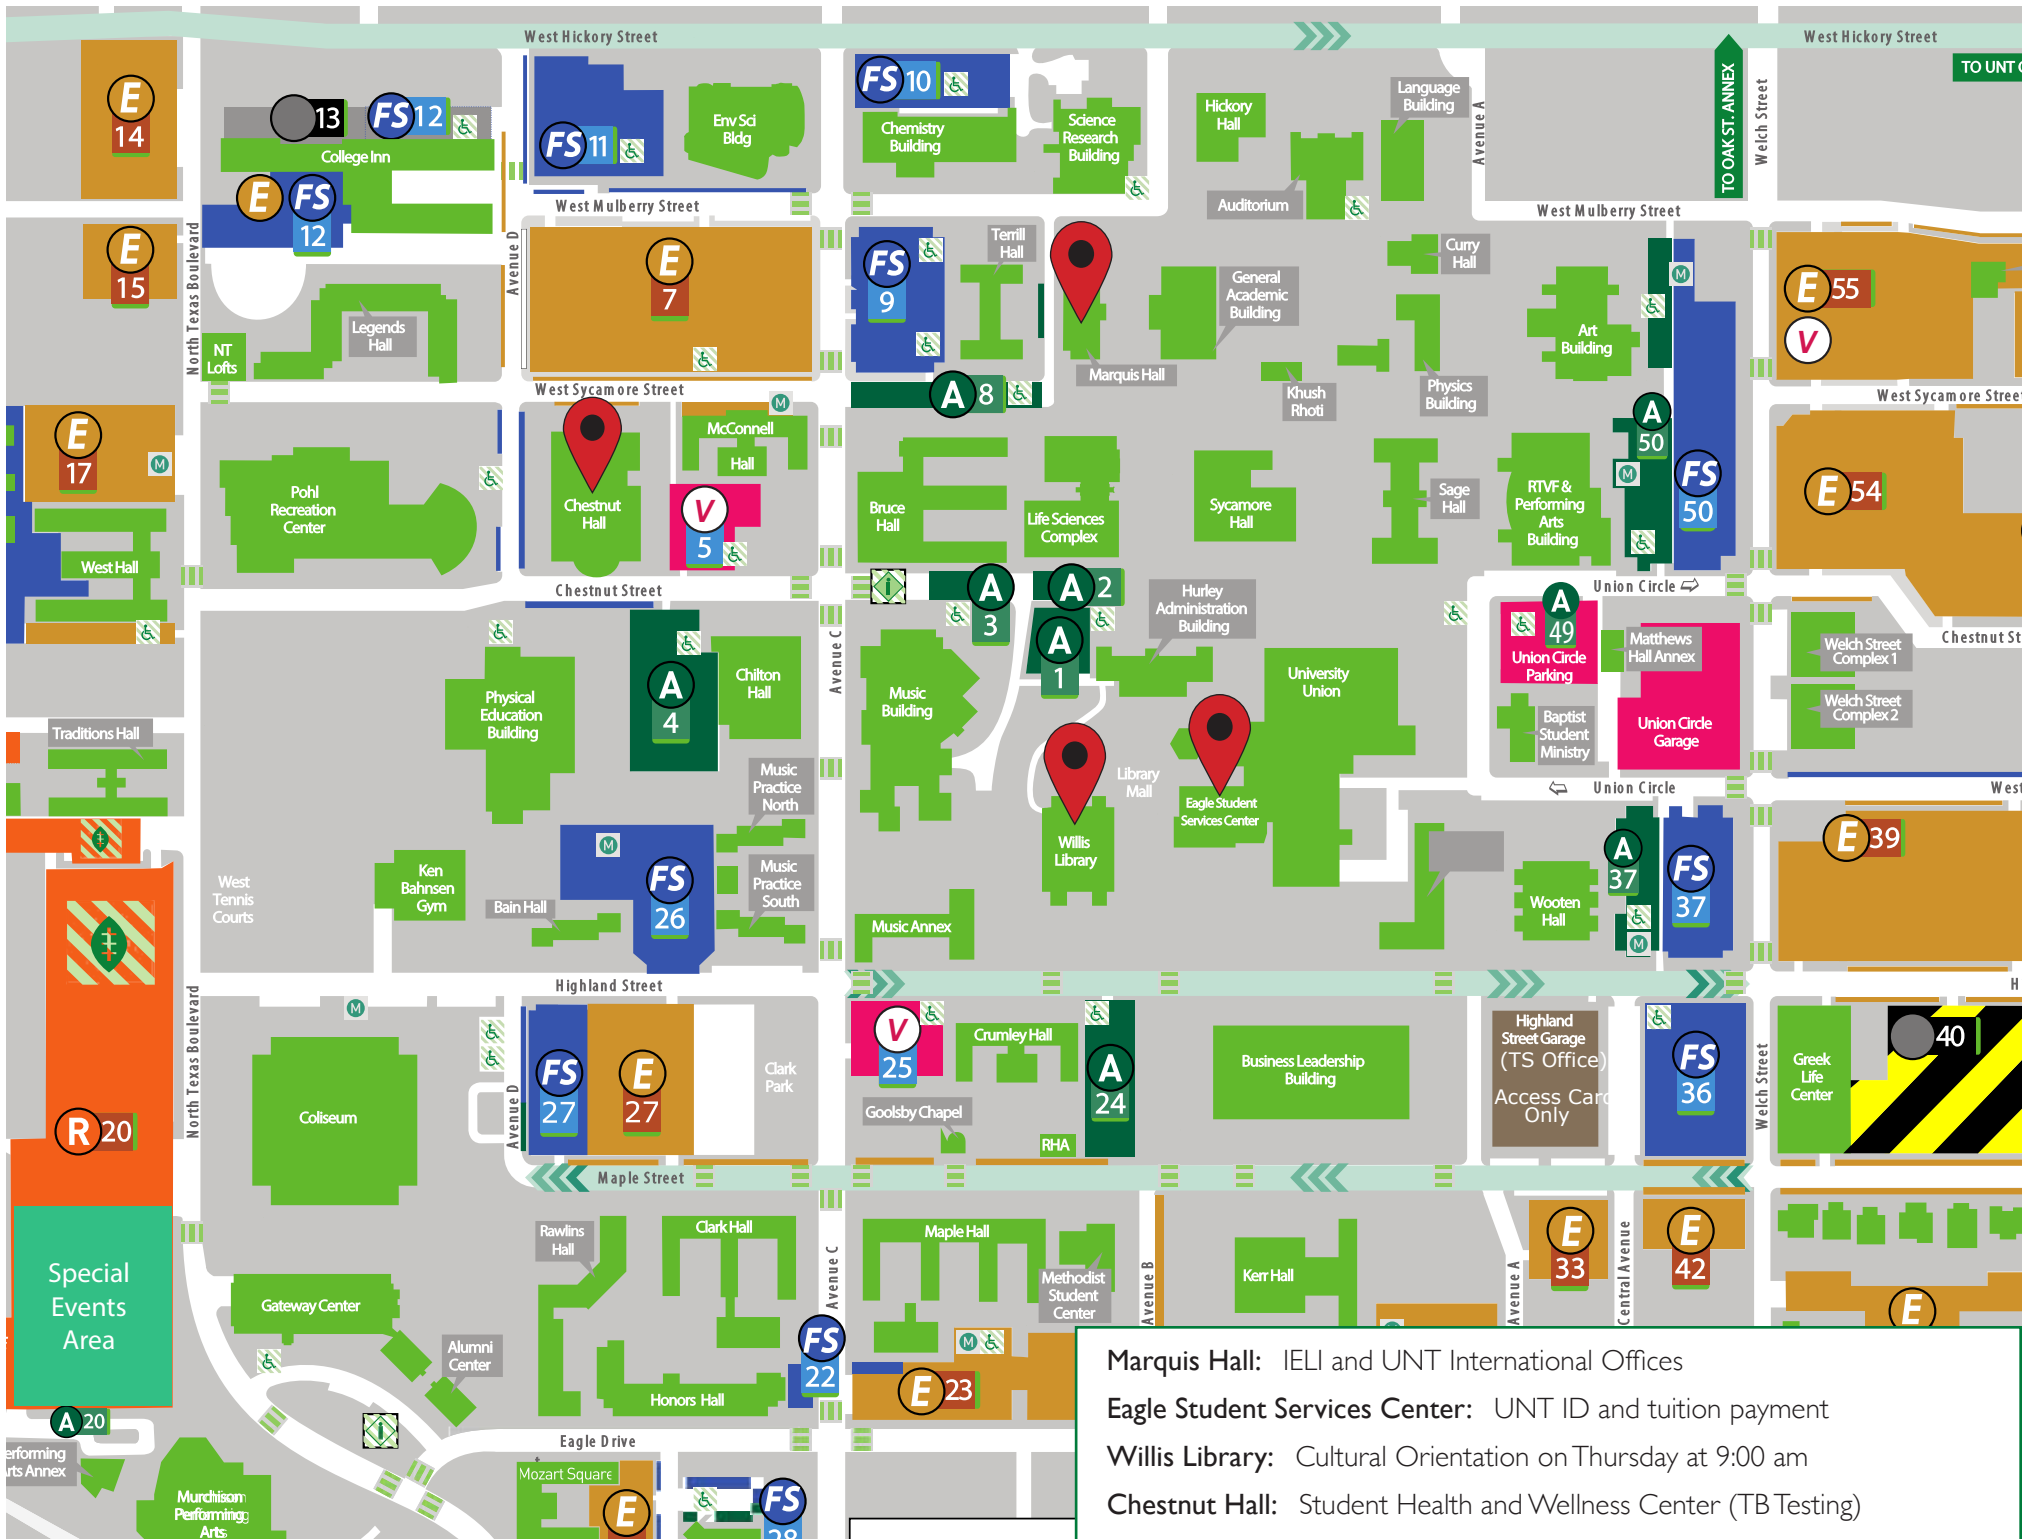 West Hickory Street
West Hickory Street
TO UNT
TO OAK ST. ANNEX
Welch Street
Avenue A
E
14
13
FS
12
College Inn
E
FS
12
FS
11
Env Sci
Bldg
FS
10
Chemistry
Building
Science
Research
Building
Hickory
Hall
Language
Building
Auditorium
West Mulberry Street
West Mulberry Street
E
15
North Texas Boulevard
Avenue D
E
7
FS
9
Terrill
Hall
General
Academic
Building
Curry
Hall
Art
Building
M
E
55
V
Legends
Hall
NT
Lofts
Marquis Hall
Khush
Rhoti
Physics
Building
West Sycamore Street
West Sycamore Street
A
8
M
McConnell
Hall
E
17
M
Pohl
Recreation
Center
Chestnut
Hall
V
5
Bruce
Hall
Life Sciences
Complex
Sycamore
Hall
Sage
Hall
RTVF &
Performing
Arts
Building
A
50
M
FS
50
E
54
West Hall
Chestnut Street
i
A
3
A
2
A
1
Hurley
Administration
Building
Union Circle
A
49
Union Circle
Parking
Matthews
Hall Annex
Welch Street
Complex 1
Chestnut St
Avenue C
A
4
Chilton
Hall
Physical
Education
Building
Music
Building
University
Union
Welch Street
Complex 2
Union Circle
Garage
Baptist
Student
Ministry
Traditions Hall
Music
Practice
North
Library
Mall
Eagle Student
Services Center
Union Circle
West
Willis
Library
M
FS
26
Music
Practice
South
Ken
Bahnsen
Gym
West
Tennis
Courts
Bain Hall
Music Annex
Wooten
Hall
A
37
M
FS
37
E
39
Highland Street
H
M
North Texas Boulevard
Avenue D
FS
27
E
27
Clark
Park
V
25
Crumley Hall
Goolsby Chapel
RHA
A
24
Business Leadership
Building
Highland
Street Garage
(TS Office)
Access Card
Only
FS
36
Welch Street
Greek
Life
Center
40
Coliseum
R
20
Maple Street
Special
Events
Area
Rawlins
Hall
Clark Hall
Avenue C
Maple Hall
Methodist
Student
Center
Avenue B
Kerr Hall
Avenue A
E
33
Central Avenue
E
42
E
Gateway Center
Alumni
Center
Honors Hall
FS
22
M
E
23
A
20
i
Eagle Drive
erforming
rts Annex
Murchison
Performing
Arts
Mozart Square
E
FS
28
Marquis Hall: IELI and UNT International Offices
Eagle Student Services Center: UNT ID and tuition payment
Willis Library: Cultural Orientation on Thursday at 9:00 am
Chestnut Hall: Student Health and Wellness Center (TB Testing)